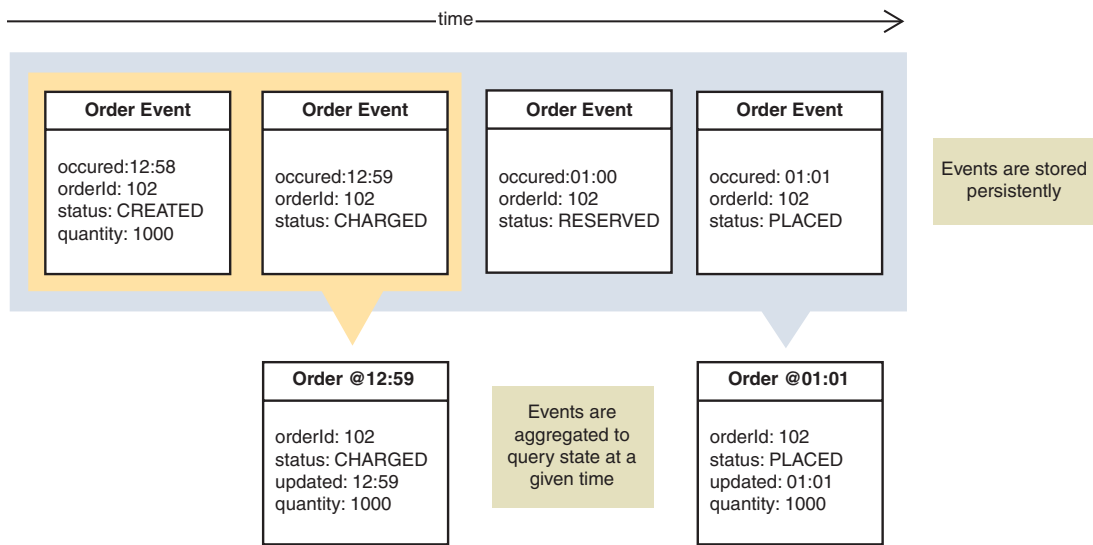 time
Order Event
occured:12:58
orderId: 102
status: CREATED
quantity: 1000
Order Event
occured:12:59
orderId: 102
status: CHARGED
Order Event
occured:01:00
orderId: 102
status: RESERVED
Order Event
occured: 01:01
orderId: 102
status: PLACED
Events are stored
persistently
Order @12:59
orderId: 102
status: CHARGED
updated: 12:59
quantity: 1000
Events are
aggregated to
query state at a
given time
Order @01:01
orderId: 102
status: PLACED
updated: 01:01
quantity: 1000